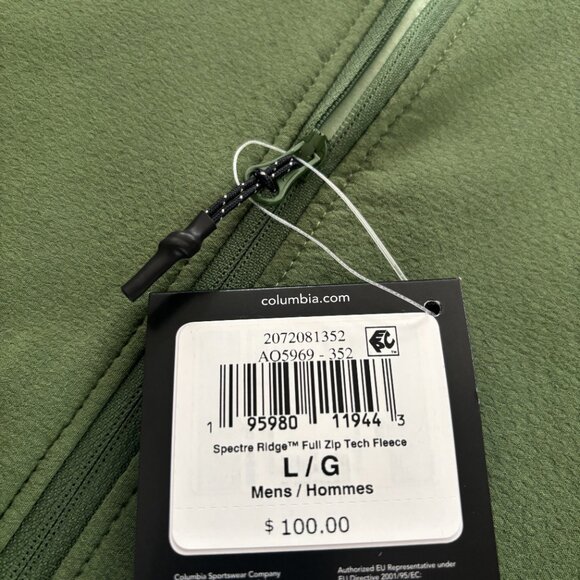 columbia.com
2072081352
AO5969 - 352
EPC™
1 95980 11944 3
Spectre Ridge™ Full Zip Tech Fleece
L / G
Mens / Hommes
$ 100.00
Columbia Sportswear Company
Authorized EU Representative under
EU Directive 2001/95/EC: